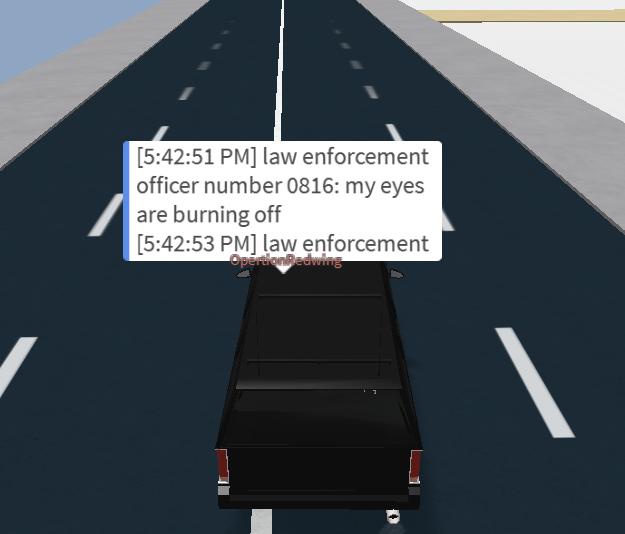 [5:42:51 PM] law enforcement
officer number 0816: my eyes
are burning off
[5:42:53 PM] law enforcement
OpertionRedwing